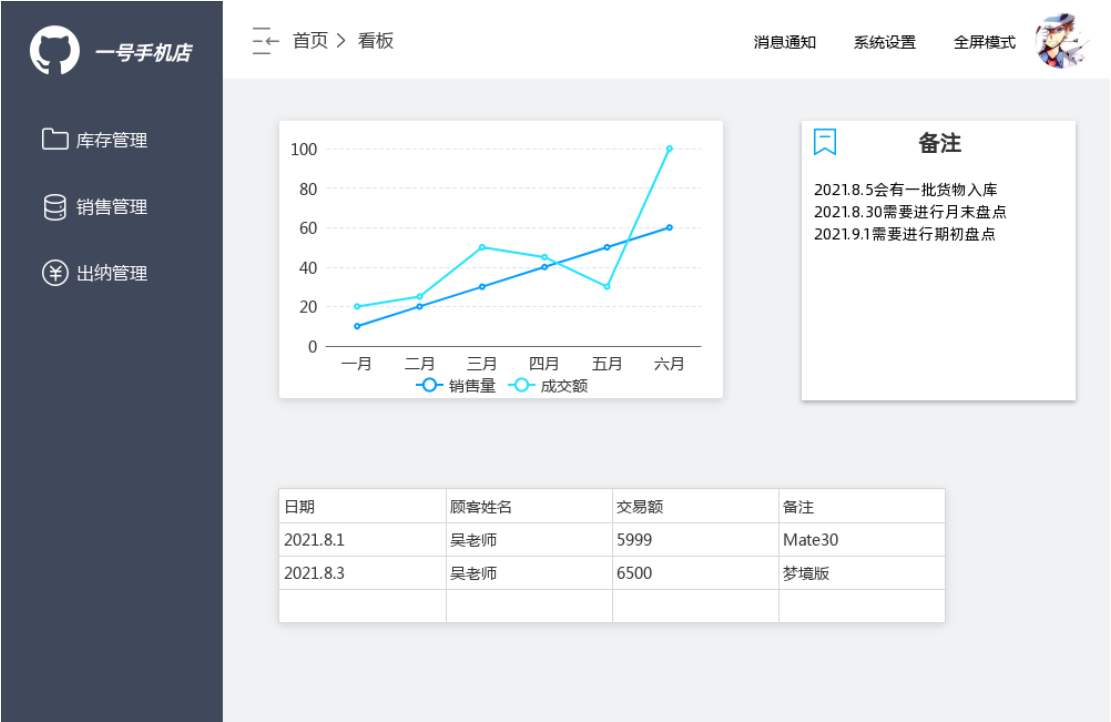 一号手机店
首页 > 看板
消息通知 系统设置 全屏模式
库存管理
销售管理
出纳管理
100
80
60
40
20
0
一月 二月 三月 四月 五月 六月
销售量 成交额
备注
2021.8.5会有一批货物入库
2021.8.30需要进行月末盘点
2021.9.1需要进行期初盘点
日期 顾客姓名 交易额 备注
2021.8.1 吴老师 5999 Mate30
2021.8.3 吴老师 6500 梦境版